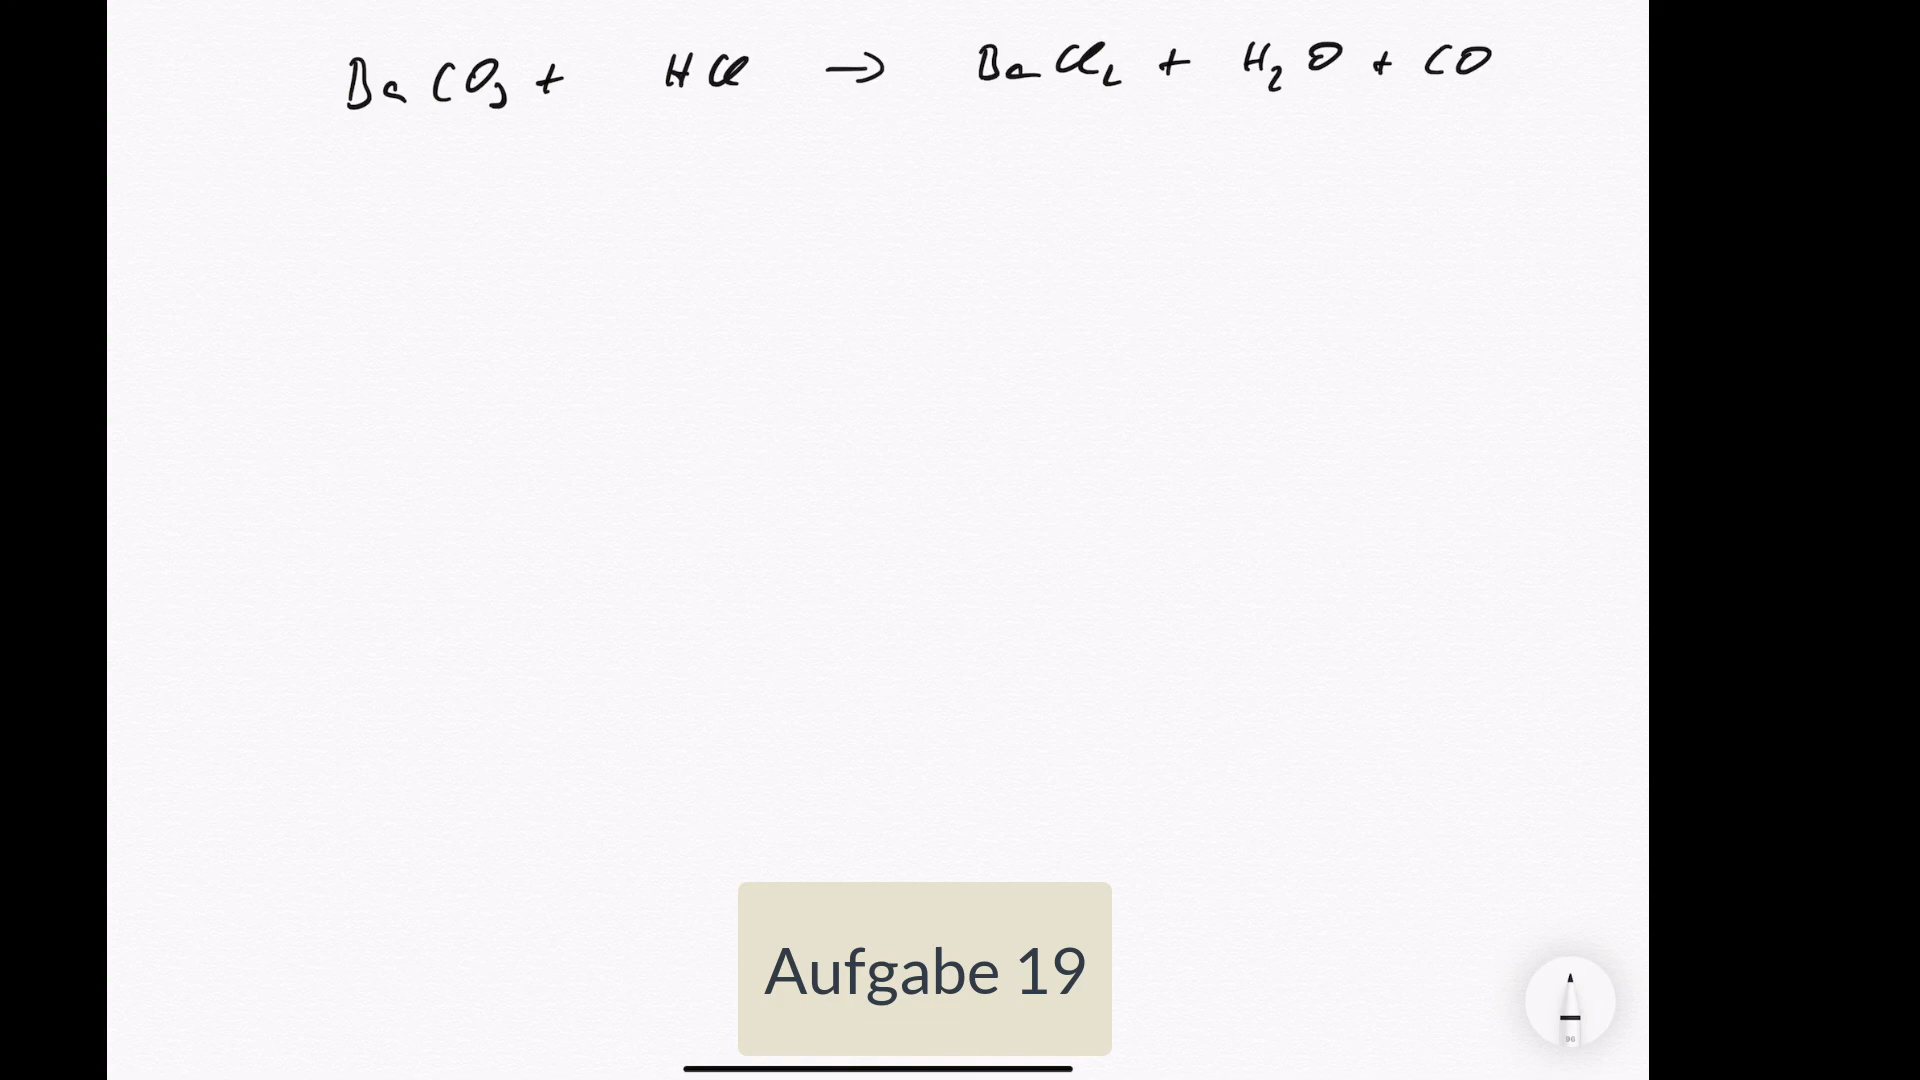 BaCO₃ + HCl → BaCl₂ + H₂O + CO
Aufgabe 19